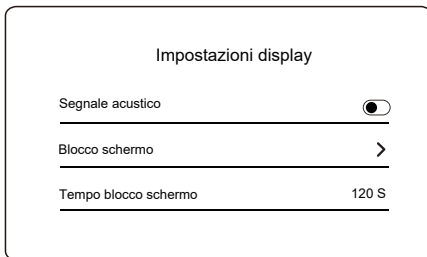 Impostazioni display
Segnale acustico
Blocco schermo
Tempo blocco schermo 120 S